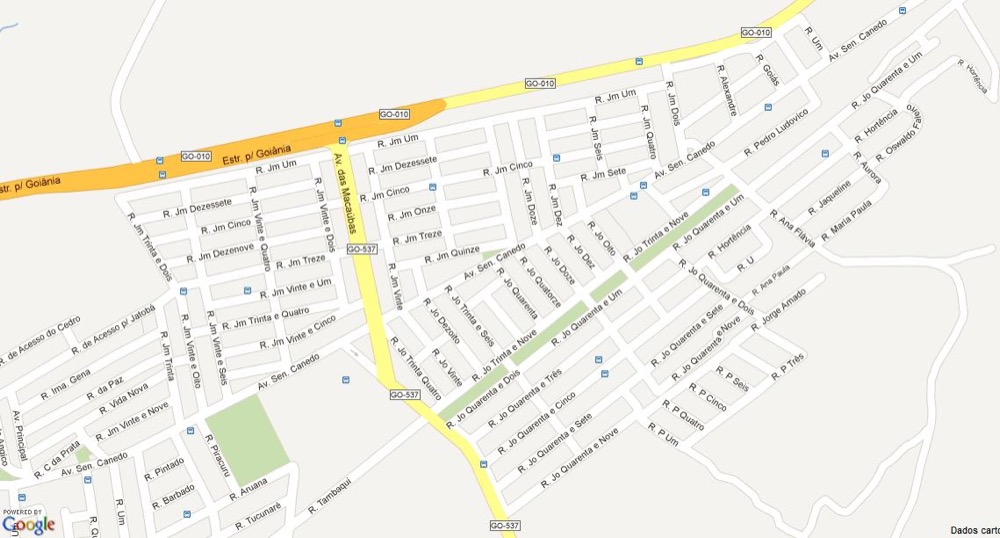 GO-010
R. Um
Av. Sen. Canedo
R. Goiás
R. Jo Quarenta e Um
R. Hortência
GO-010
R. Alexandre
R. Jm Um
R. Jm Dois
GO-010
R. Jm Quatro
R. Pedro Ludovico
R. Hortência
R. Oswaldo Faleiro
R. Jm Um
R. Jm Seis
Av. Sen. Canedo
GO-010
Estr. p/ Goiânia
R. Jm Um
R. Jm Dezessete
R. Jm Cinco
R. Jm Sete
R. Aurora
Estr. p/ Goiânia
Av. das Macaúbas
R. Jm Cinco
R. Jm Doze
R. Jm Dez
R. Jaqueline
R. Jm Dezessete
R. Jm Onze
R. Maria Paula
R. Jm Trinta e Dois
R. Jm Cinco
R. Jm Vinte e Quatro
R. Jm Vinte e Dois
R. Jm Treze
R. Jo Trinta e Nove
R. Jo Quarenta e Um
R. Ana Flávia
R. Jm Dezenove
R. Jm Treze
GO-537
R. Jm Quinze
R. Jo Oito
R. Hortência
R. Jo Dez
R. U
Av. Sen. Canedo
R. Jo Doze
R. Jo Quatorze
R. Jo Quarenta
R. Ana Paula
R. Jm Vinte e Um
R. Jm Vinte
R. Jo Quarenta e Dois
R. Jorge Amado
R. Jm Trinta e Quatro
R. de Acesso p/ Jatobá
R. de Acesso do Cedro
R. Jo Trinta e Seis
Jo Dezoito
R. Jo Quarenta e Um
R. Jo Quarenta e Sete
R. Jm Vinte e Cinco
R. Jm Trinta
R. Jm Vinte e Oito
R. Jm Vinte e Seis
R. Jo Trinta e Nove
R. Jo Quarenta e Nove
R. Jo Vinte
R. Jo Trinta Quatro
Av. Sen. Canedo
R. P Três
R. P Seis
R. Ima. Gena
R. da Paz
R. Vida Nova
R. Jm Vinte e Nove
GO-537
R. Jo Quarenta e Dois
R. Jo Quarenta e Três
R. P Cinco
R. P Quatro
R. Jo Quarenta e Cinco
R. P Um
R. Jo Quarenta e Sete
R. Jo Quarenta e Nove
Av. Principal
R. C da Prata
Av. Sen. Canedo
R. Piracuru
R. Pintado
R. Barbado
R. Aruana
R. Tucunaré
R. Tambaqui
R. Um
GO-537
POWERED BY
Google
Dados carto